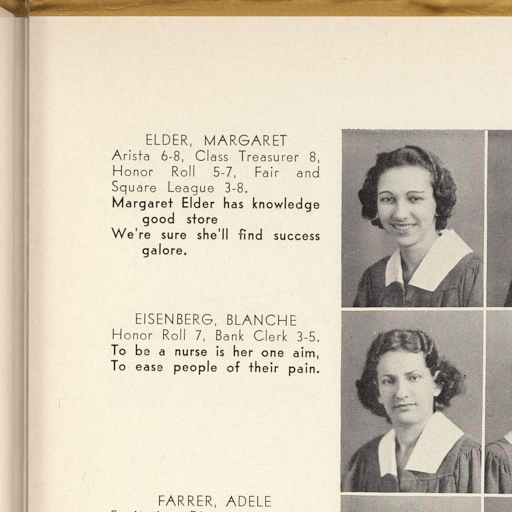 ELDER, MARGARET
Arista 6-8, Class Treasurer 8,
Honor Roll 5-7, Fair and
Square League 3-8.
Margaret Elder has knowledge
good store
We're sure she'll find success
galore.
EISENBERG, BLANCHE
Honor Roll 7, Bank Clerk 3-5.
To be a nurse is her one aim,
To ease people of their pain.
FARRER, ADELE